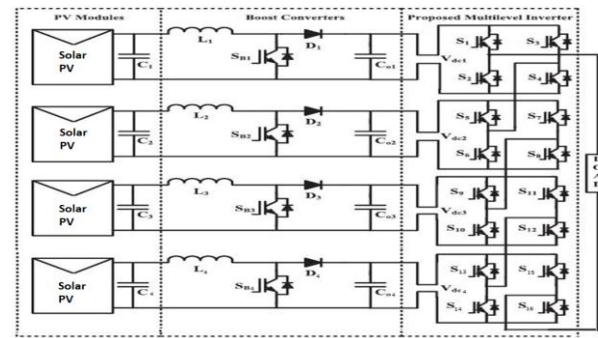 PV Modules
Boost Converters
Proposed Multilevel Inverter
Solar PV
C1
L1
SB1
D1
Co1
Vdc1
S1
S3
S2
S4
Solar PV
C2
L2
SB2
D2
Co2
Vdc2
S5
S7
S6
S8
Solar PV
C3
L3
SB3
D3
Co3
Vdc3
S9
S11
S10
S12
Solar PV
C4
L4
SB4
D4
Co4
Vdc4
S13
S15
S14
S16
LOAD